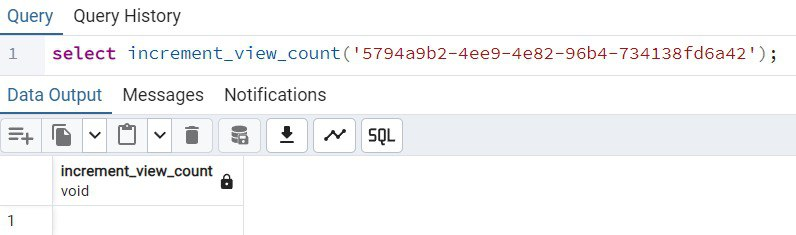 Query Query History
1 select increment_view_count('5794a9b2-4ee9-4e82-96b4-734138fd6a42');
Data Output Messages Notifications
SQL
increment_view_count
void
1